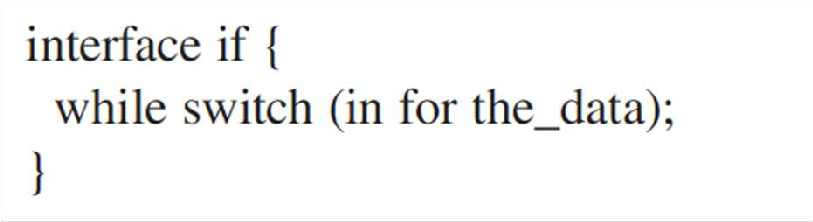 interface if {
while switch (in for the_data);
}